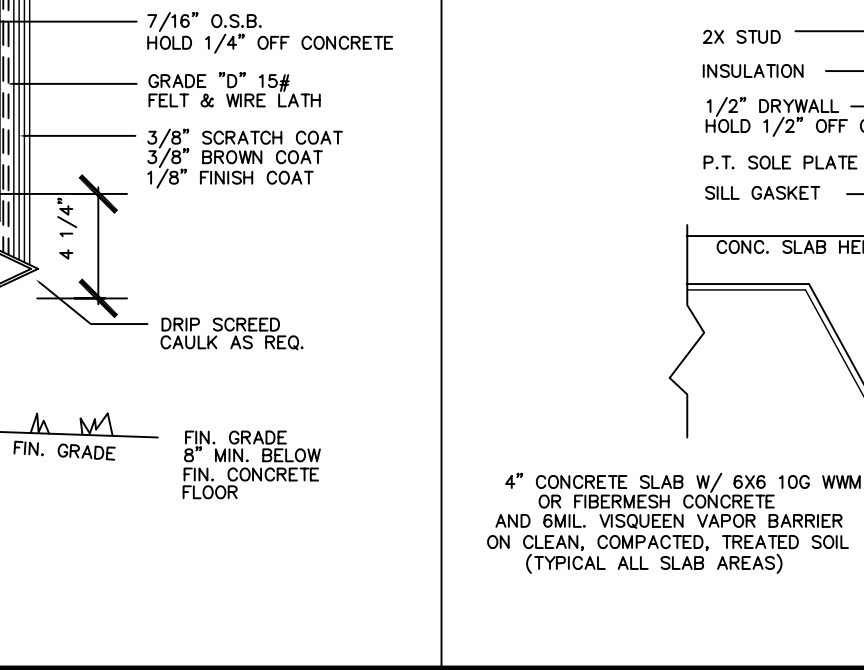 7/16" O.S.B.
HOLD 1/4" OFF CONCRETE
GRADE "D" 15#
FELT & WIRE LATH
3/8" SCRATCH COAT
3/8" BROWN COAT
1/8" FINISH COAT
4 1/4"
DRIP SCREED
CAULK AS REQ.
FIN. GRADE
FIN. GRADE
8" MIN. BELOW
FIN. CONCRETE
FLOOR
2X STUD
INSULATION
1/2" DRYWALL
HOLD 1/2" OFF
P.T. SOLE PLATE
SILL GASKET
CONC. SLAB
4" CONCRETE SLAB W/ 6X6 10G WWM
OR FIBERMESH CONCRETE
AND 6MIL. VISQUEEN VAPOR BARRIER
ON CLEAN, COMPACTED, TREATED SOIL
(TYPICAL ALL SLAB AREAS)